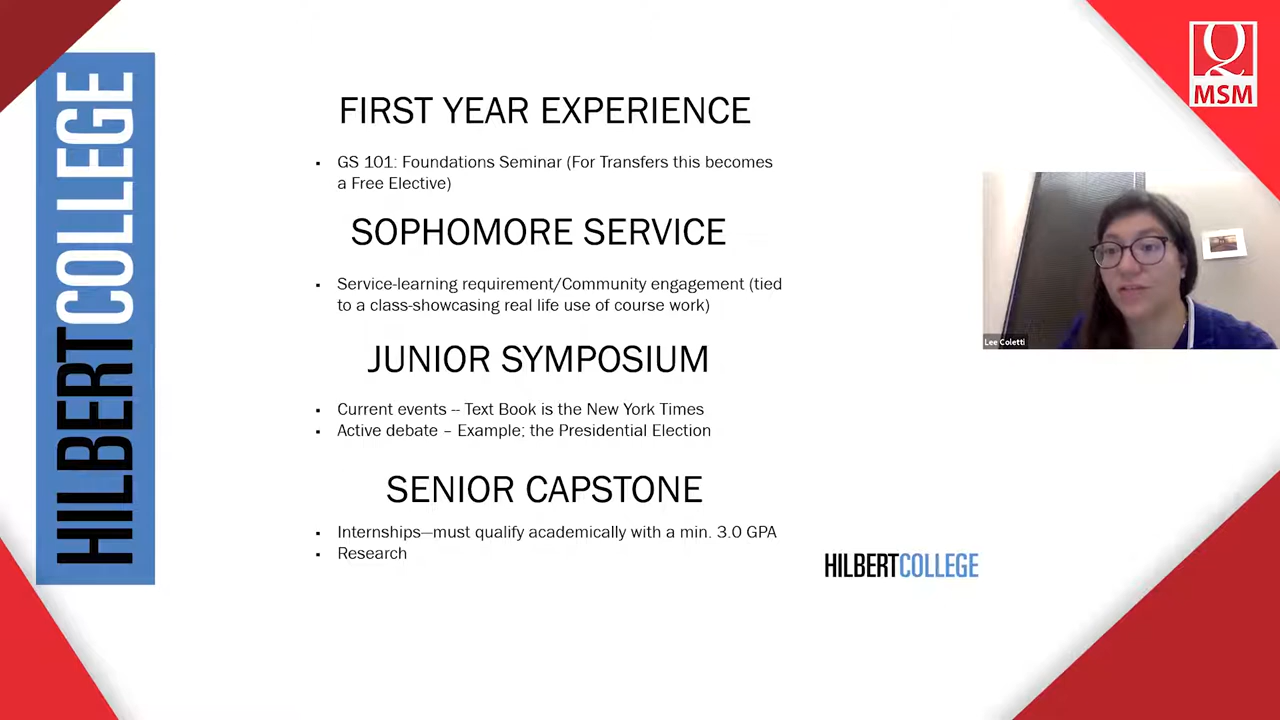 HILBERTCOLLEGE
FIRST YEAR EXPERIENCE
▪ GS 101: Foundations Seminar (For Transfers this becomes
a Free Elective)
SOPHOMORE SERVICE
▪ Service-learning requirement/Community engagement (tied
to a class-showcasing real life use of course work)
JUNIOR SYMPOSIUM
▪ Current events -- Text Book is the New York Times
▪ Active debate – Example; the Presidential Election
SENIOR CAPSTONE
▪ Internships—must qualify academically with a min. 3.0 GPA
▪ Research
HILBERTCOLLEGE
MSM
Lee Coletti